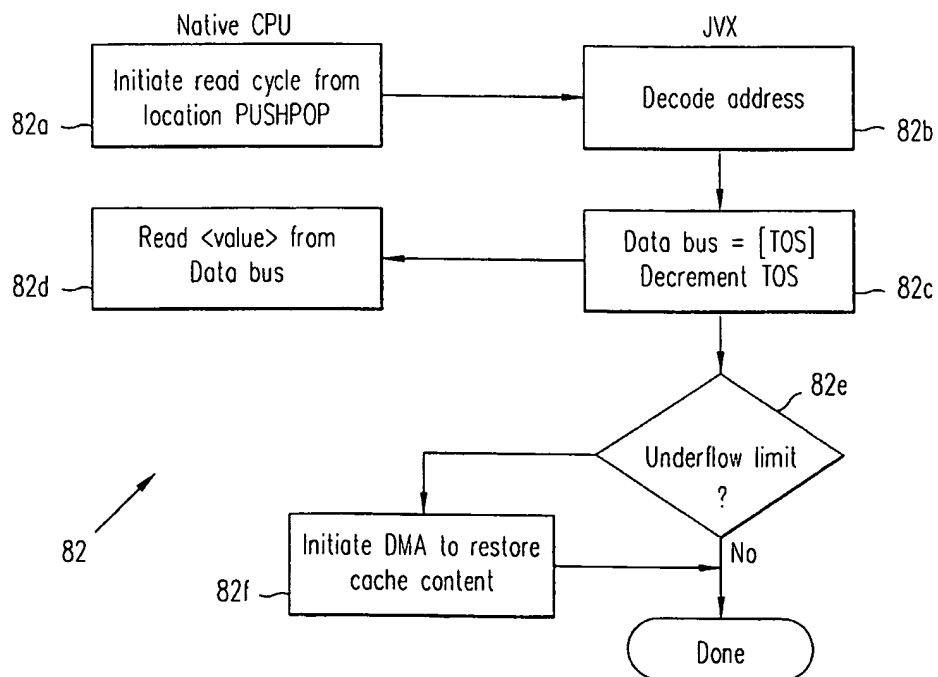 Native CPU
JVX
Initiate read cycle from
location PUSHPOP
82a
Decode address
82b
Read <value> from
Data bus
82d
Data bus = [TOS]
Decrement TOS
82c
82e
Underflow limit
?
82
Initiate DMA to restore
cache content
82f
No
Done